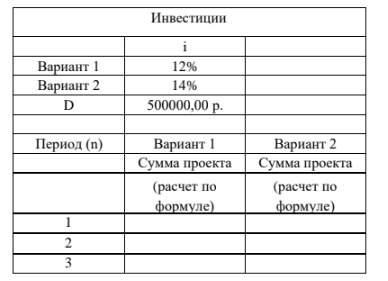 Инвестиции
i
Вариант 1 12%
Вариант 2 14%
D 500000,00 р.
Период (n) Вариант 1 Вариант 2
Сумма проекта Сумма проекта
(расчет по (расчет по
формуле) формуле)
1
2
3